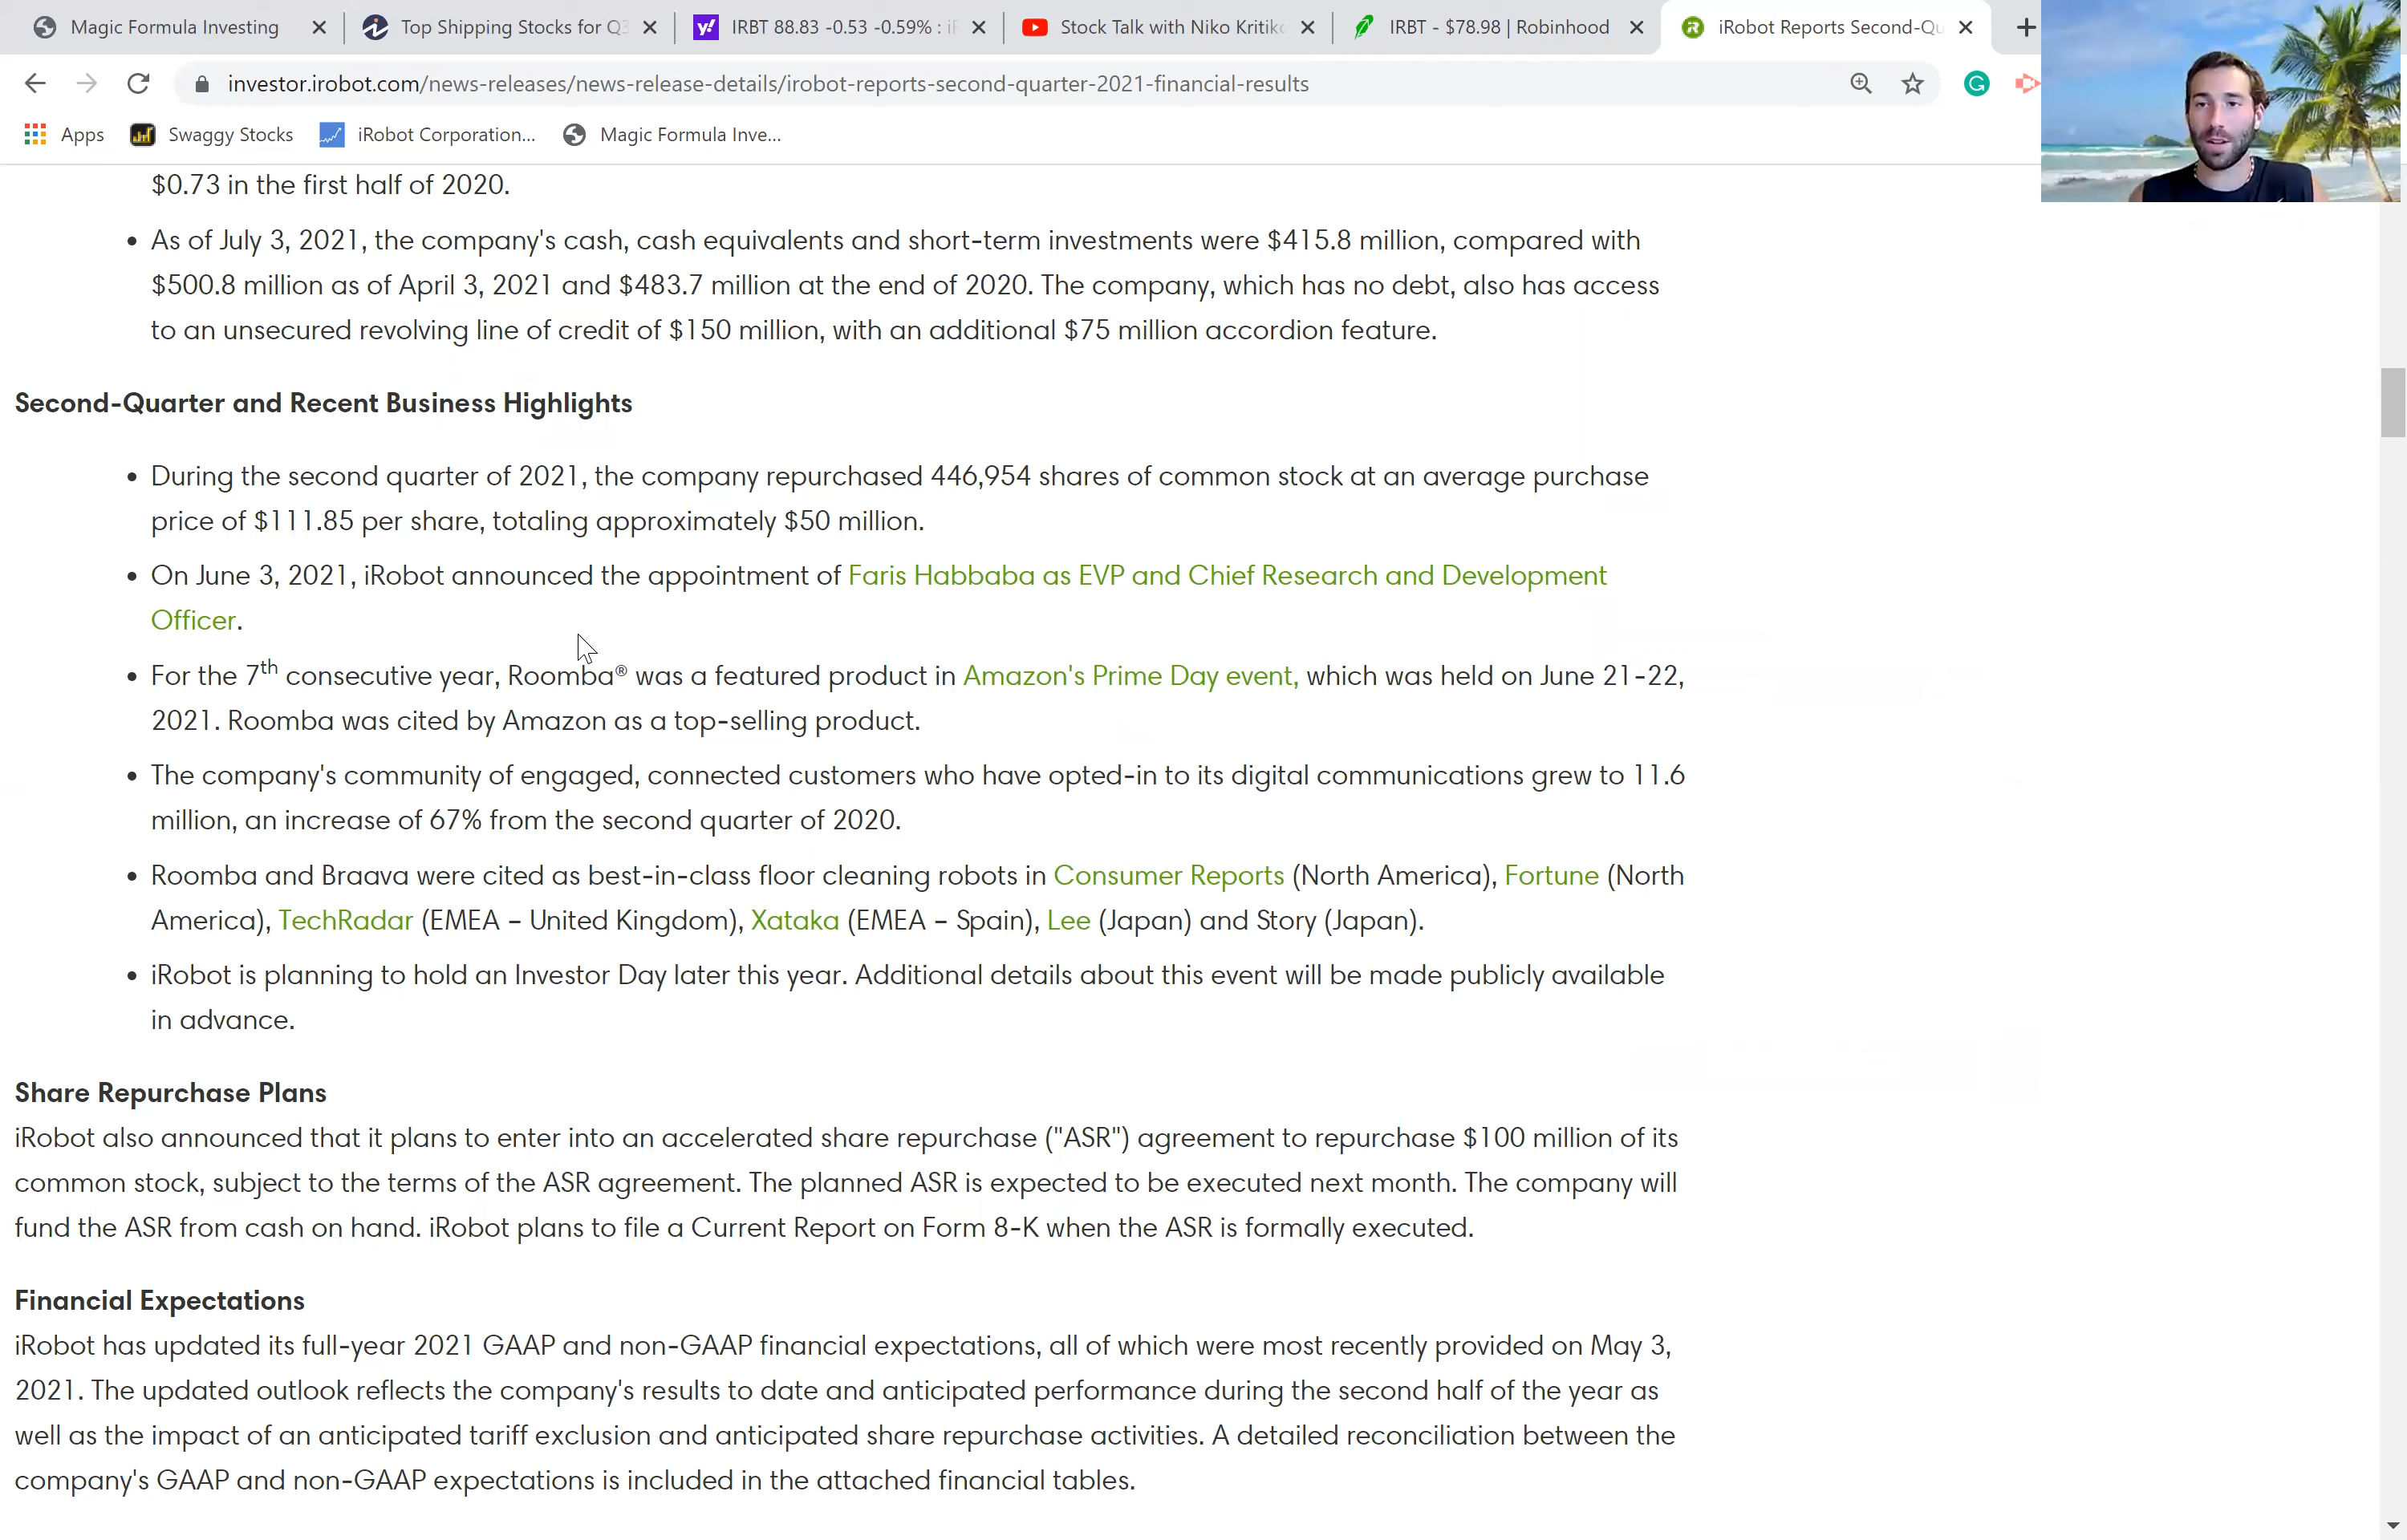 Magic Formula Investing
Top Shipping Stocks for Q3
IRBT 88.83 -0.53 -0.59% : iF
Stock Talk with Niko Kritiko
IRBT - $78.98 | Robinhood
iRobot Reports Second-Qu
investor.irobot.com/news-releases/news-release-details/irobot-reports-second-quarter-2021-financial-results
Apps
Swaggy Stocks
iRobot Corporation...
Magic Formula Inve...
$0.73 in the first half of 2020.
• As of July 3, 2021, the company's cash, cash equivalents and short-term investments were $415.8 million, compared with
$500.8 million as of April 3, 2021 and $483.7 million at the end of 2020. The company, which has no debt, also has access
to an unsecured revolving line of credit of $150 million, with an additional $75 million accordion feature.
Second-Quarter and Recent Business Highlights
• During the second quarter of 2021, the company repurchased 446,954 shares of common stock at an average purchase
price of $111.85 per share, totaling approximately $50 million.
• On June 3, 2021, iRobot announced the appointment of Faris Habbaba as EVP and Chief Research and Development
Officer.
• For the 7th consecutive year, Roomba® was a featured product in Amazon's Prime Day event, which was held on June 21-22,
2021. Roomba was cited by Amazon as a top-selling product.
• The company's community of engaged, connected customers who have opted-in to its digital communications grew to 11.6
million, an increase of 67% from the second quarter of 2020.
• Roomba and Braava were cited as best-in-class floor cleaning robots in Consumer Reports (North America), Fortune (North
America), TechRadar (EMEA – United Kingdom), Xataka (EMEA – Spain), Lee (Japan) and Story (Japan).
• iRobot is planning to hold an Investor Day later this year. Additional details about this event will be made publicly available
in advance.
Share Repurchase Plans
iRobot also announced that it plans to enter into an accelerated share repurchase ("ASR") agreement to repurchase $100 million of its
common stock, subject to the terms of the ASR agreement. The planned ASR is expected to be executed next month. The company will
fund the ASR from cash on hand. iRobot plans to file a Current Report on Form 8-K when the ASR is formally executed.
Financial Expectations
iRobot has updated its full-year 2021 GAAP and non-GAAP financial expectations, all of which were most recently provided on May 3,
2021. The updated outlook reflects the company's results to date and anticipated performance during the second half of the year as
well as the impact of an anticipated tariff exclusion and anticipated share repurchase activities. A detailed reconciliation between the
company's GAAP and non-GAAP expectations is included in the attached financial tables.